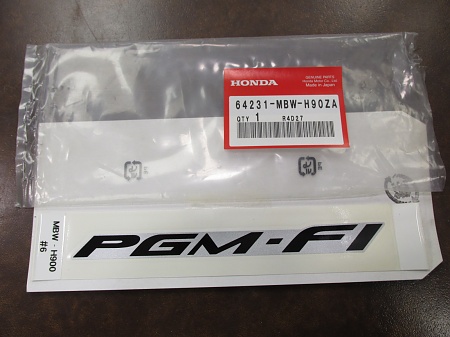 HONDA
GENUINE PARTS
Honda Motor Co., Ltd.
Made in Japan
64231-MBW-H90ZA
QTY 1 R4D27
MBW-H900
#6
PGM-FI